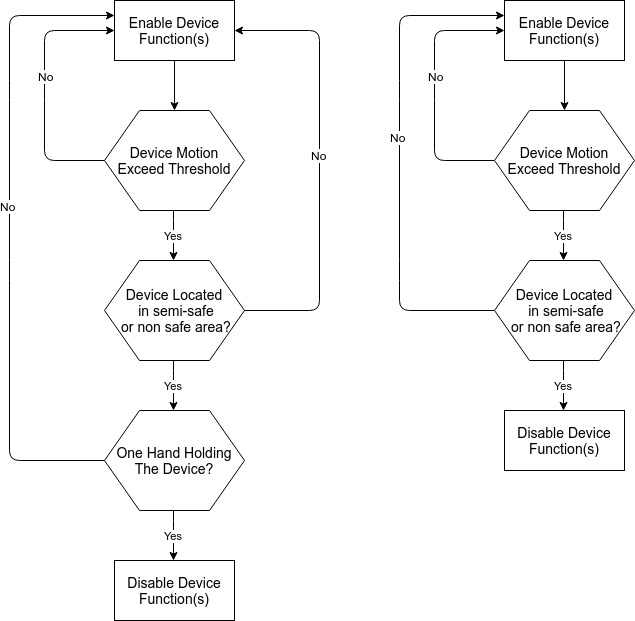 Enable Device
Function(s)
No
Device Motion
Exceed Threshold
No
No
Yes
Device Located
in semi-safe
or non safe area?
Yes
One Hand Holding
The Device?
Yes
Disable Device
Function(s)
Enable Device
Function(s)
No
No
Device Motion
Exceed Threshold
Yes
Device Located
in semi-safe
or non safe area?
Yes
Disable Device
Function(s)